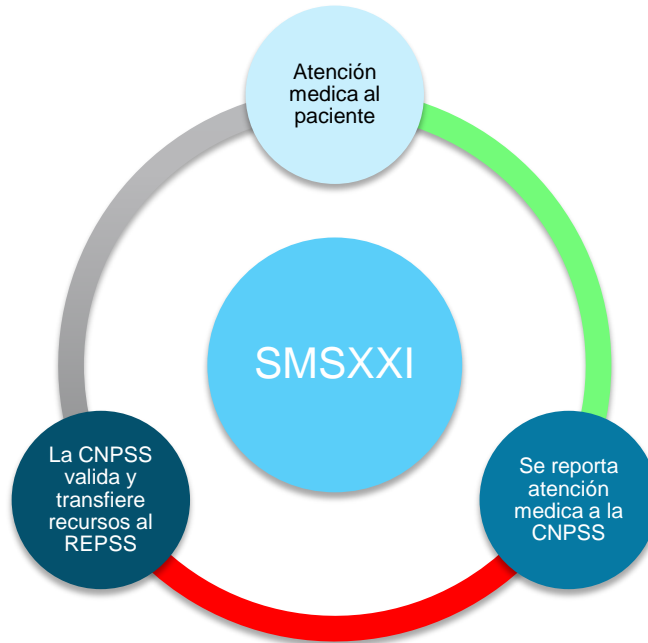 Atención
medica al
paciente
SMSXXI
Se reporta
atención
medica a la
CNPSS
La CNPSS
valida y
transfiere
recursos al
REPSS